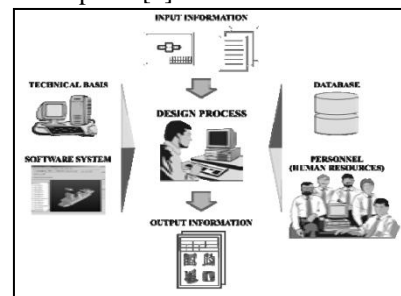 INPUT INFORMATION
TECHNICAL BASIS
DATABASE
DESIGN PROCESS
SOFTWARE SYSTEM
PERSONNEL
(HUMAN RESOURCES)
OUTPUT INFORMATION